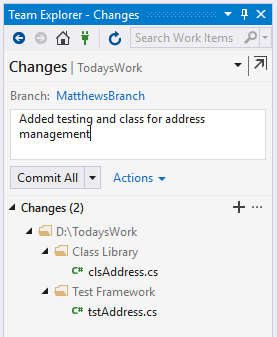 Team Explorer - Changes
Search Work Items
Changes | TodaysWork
Branch: MatthewsBranch
Added testing and class for address
management
Commit All Actions
Changes (2)
D:\TodaysWork
Class Library
C# clsAddress.cs
Test Framework
C# tstAddress.cs